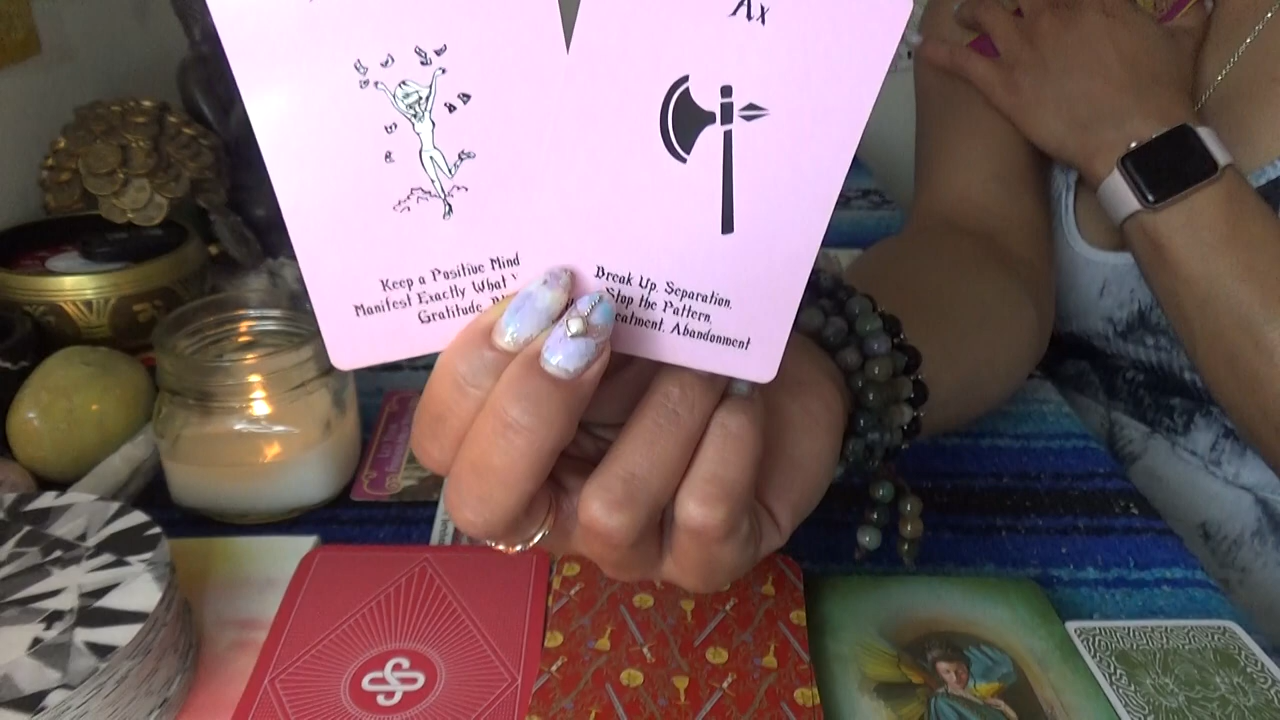 Ax
Keep a Positive Mind
Manifest Exactly What
Gratitude,
Break Up, Separation,
Stop the Pattern,
Abandonment